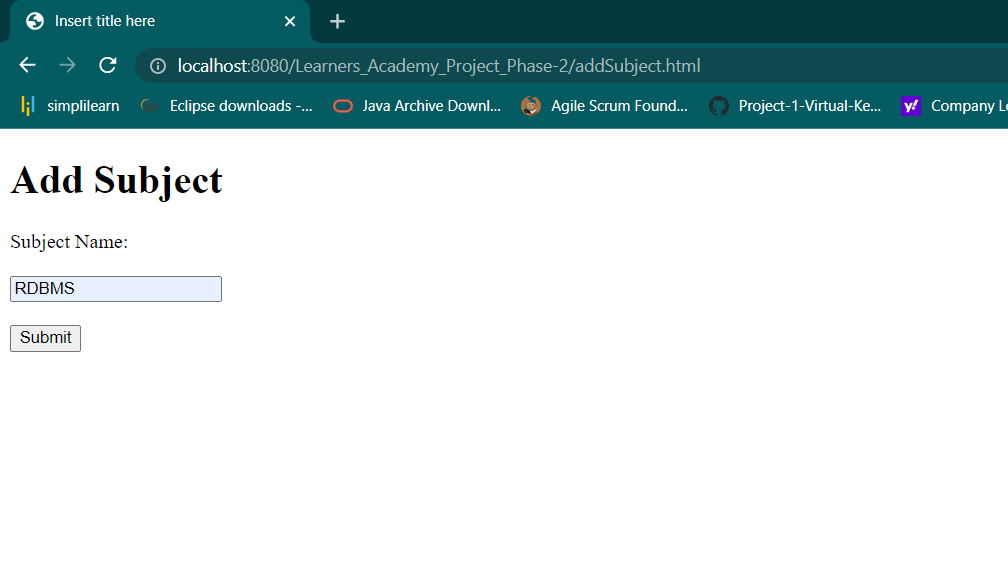 Insert title here
localhost:8080/Learners_Academy_Project_Phase-2/addSubject.html
simplilearn Eclipse downloads -... Java Archive Downl... Agile Scrum Found... Project-1-Virtual-Ke... y! Company Le
Add Subject
Subject Name:
RDBMS
Submit